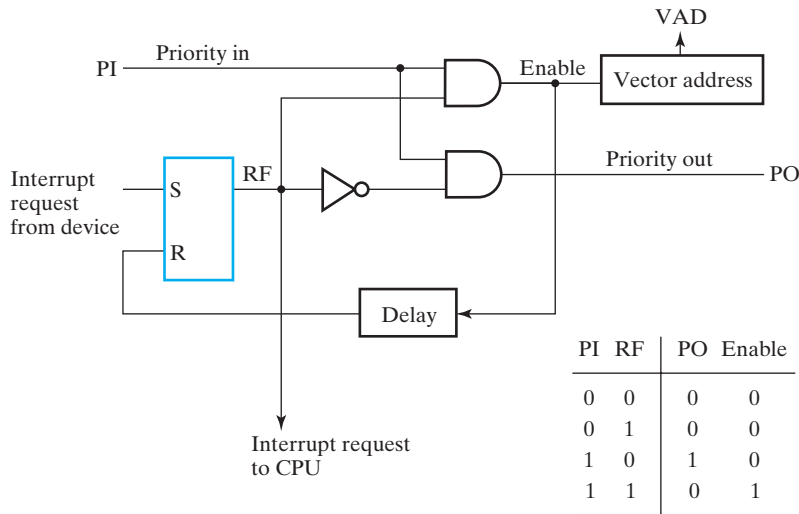 VAD
PI
Priority in
Enable
Vector address
Priority out
PO
Interrupt
request
from device
S
RF
R
Delay
Interrupt request
to CPU
PI RF PO Enable
0 0 0 0
0 1 0 0
1 0 1 0
1 1 0 1